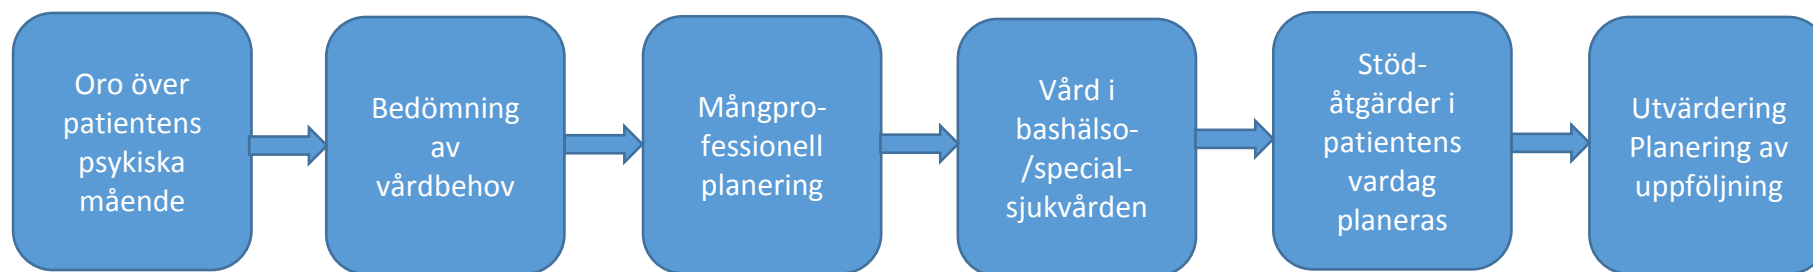 Oro över
patientens
psykiska
mående
Bedömning
av
vårdbehov
Mångpro-
fessionell
planering
Vård i
bashälso-
/special-
sjukvården
Stöd-
åtgärder i
patientens
vardag
planeras
Utvärdering
Planering av
uppföljning